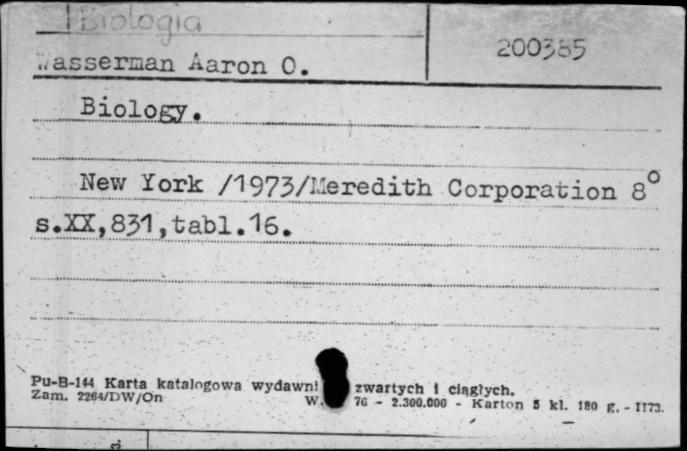 Biologia
200385
Wasserman Aaron O.
Biology.
New York /1973/Meredith Corporation 8°
s.XX,831,tabl.16.
Pu-B-144 Karta katalogowa wydawni zwartych i ciągłych.
Zam. 2264/DW/On W. 76 - 2.300.000 - Karton 5 kl. 180 g. - 1173.